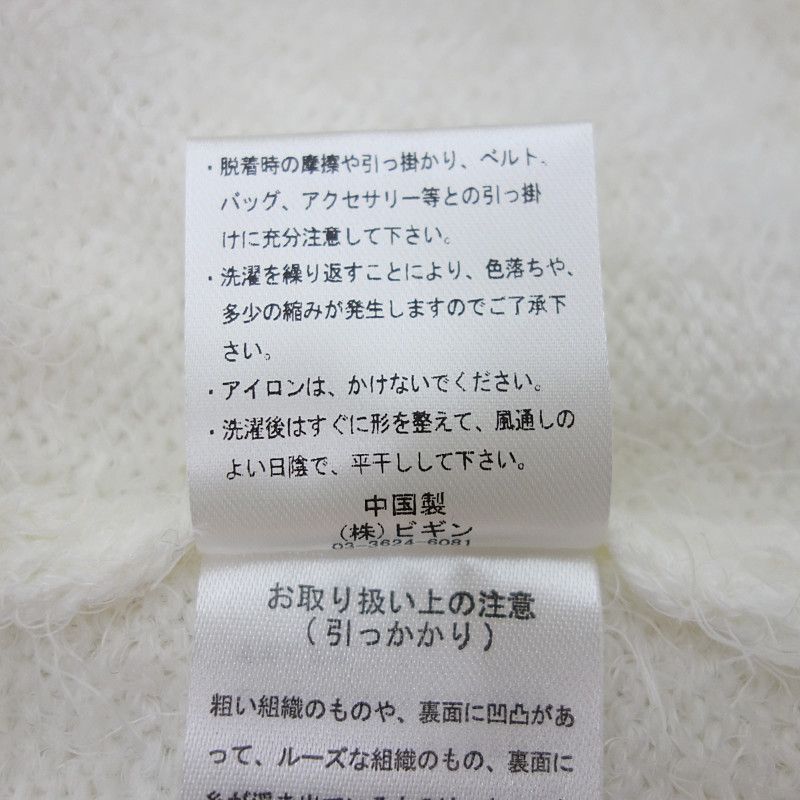 ・脱着時の摩擦や引っ掛かり、ベルト、
バッグ、アクセサリー等との引っ掛
けに充分注意して下さい。
・洗濯を繰り返すことにより、色落ちや、
多少の縮みが発生しますのでご了承下
さい。
・アイロンは、かけないでください。
・洗濯後はすぐに形を整えて、風通しの
よい日陰で、平干しして下さい。
中国製
(株)ビギン
03-3624-6081
お取り扱い上の注意
(引っかかり)
粗い組織のものや、裏面に凹凸があ
って、ルーズな組織のもの、裏面に